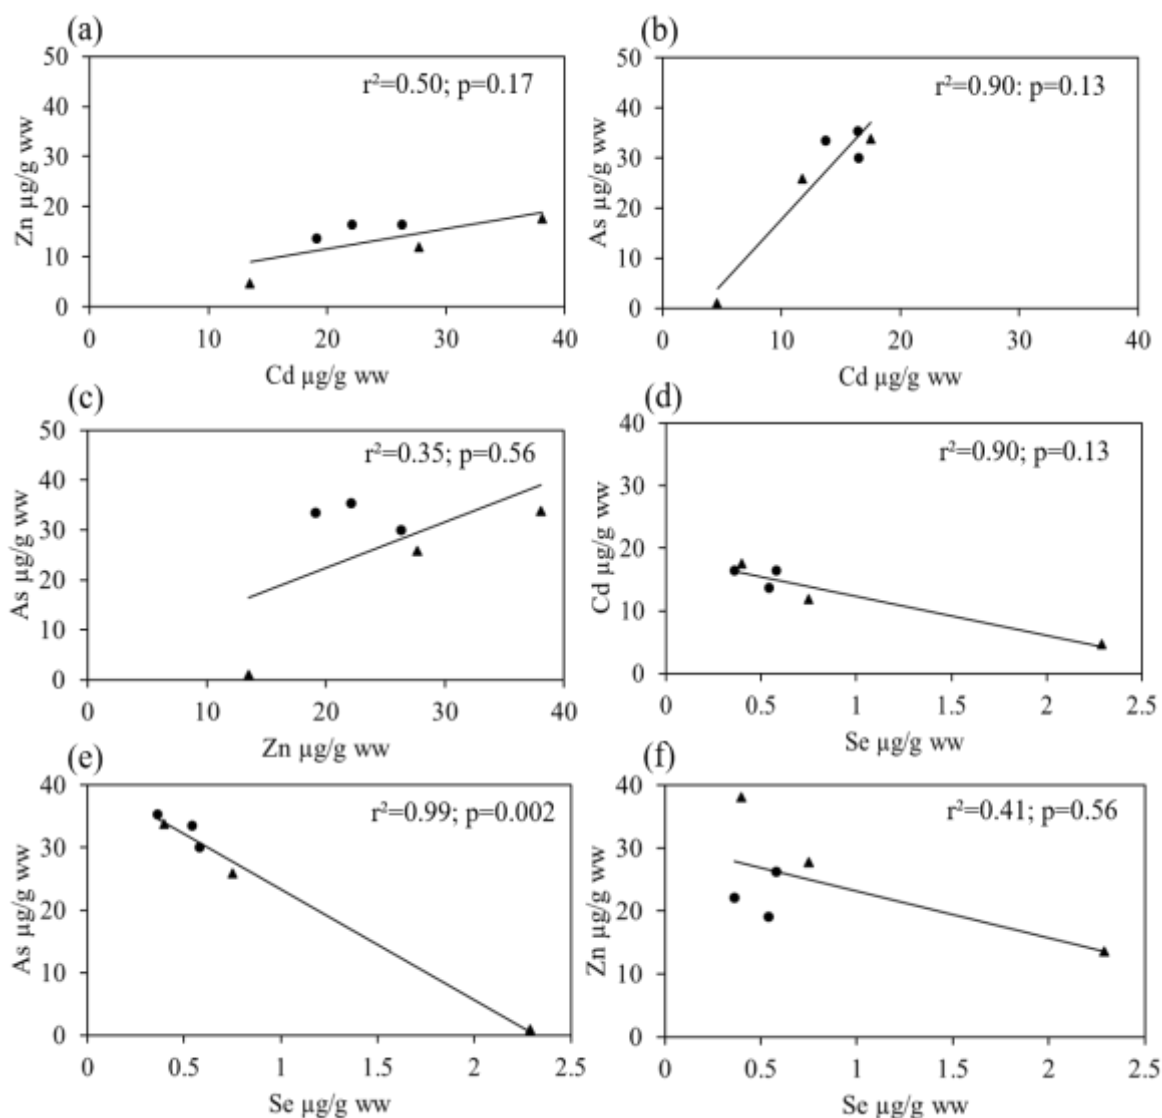 (a)
r²=0.50; p=0.17
Zn µg/g ww
50
40
30
20
10
0
0 10 20 30 40
Cd µg/g ww
(b)
r²=0.90: p=0.13
As µg/g ww
50
40
30
20
10
0
0 10 20 30 40
Cd µg/g ww
(c)
r²=0.35; p=0.56
As µg/g ww
50
40
30
20
10
0
0 10 20 30 40
Zn µg/g ww
(d)
r²=0.90; p=0.13
Cd µg/g ww
40
30
20
10
0
0 0.5 1 1.5 2 2.5
Se µg/g ww
(e)
r²=0.99; p=0.002
As µg/g ww
40
30
20
10
0
0 0.5 1 1.5 2 2.5
Se µg/g ww
(f)
r²=0.41; p=0.56
Zn µg/g ww
40
30
20
10
0
0 0.5 1 1.5 2 2.5
Se µg/g ww